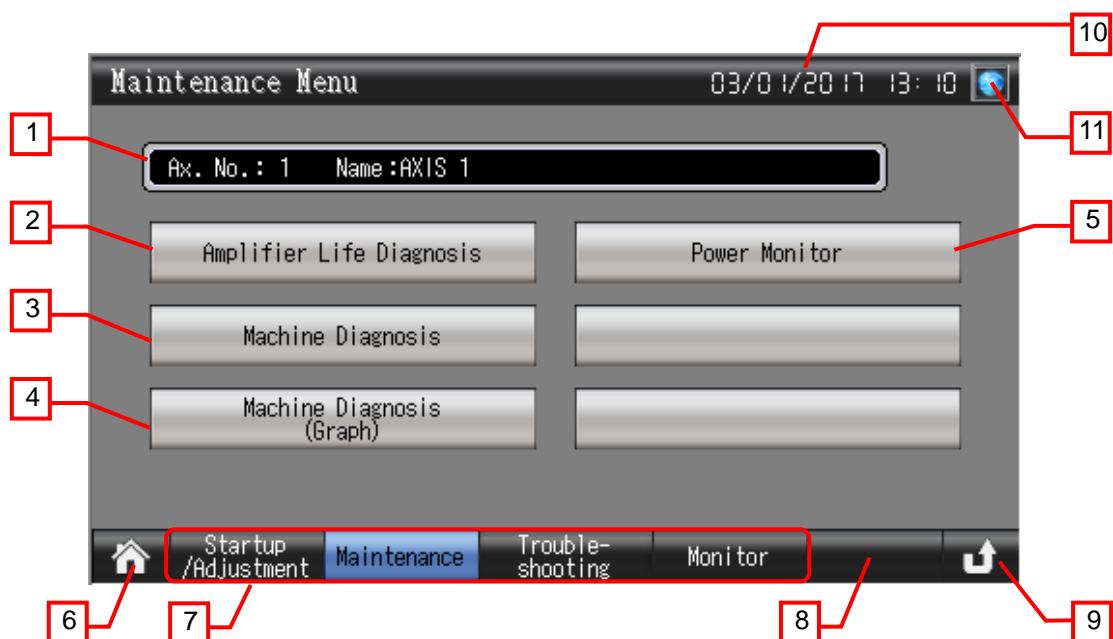 10
Maintenance Menu
03/01/2017 13:10
1
11
Ax. No.: 1 Name:AXIS 1
2
5
Amplifier Life Diagnosis
Power Monitor
3
Machine Diagnosis
4
Machine Diagnosis
(Graph)
Startup
/Adjustment
Maintenance
Trouble-
shooting
Monitor
6
7
8
9